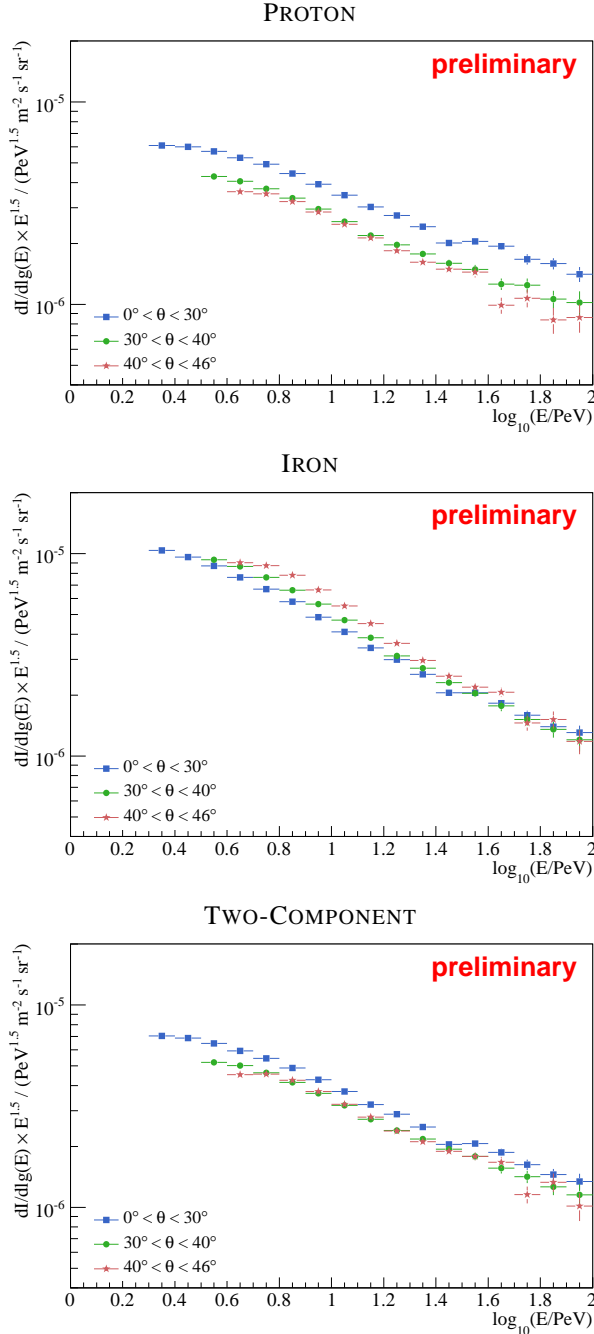 PROTON
preliminary
dI/dlg(E) × E^1.5 / (PeV^1.5 m^-2 s^-1 sr^-1)
10^-5
10^-6
0° < θ < 30°
30° < θ < 40°
40° < θ < 46°
0 0.2 0.4 0.6 0.8 1 1.2 1.4 1.6 1.8 2
log_10(E/PeV)
IRON
preliminary
dI/dlg(E) × E^1.5 / (PeV^1.5 m^-2 s^-1 sr^-1)
10^-5
10^-6
0° < θ < 30°
30° < θ < 40°
40° < θ < 46°
0 0.2 0.4 0.6 0.8 1 1.2 1.4 1.6 1.8 2
log_10(E/PeV)
TWO-COMPONENT
preliminary
dI/dlg(E) × E^1.5 / (PeV^1.5 m^-2 s^-1 sr^-1)
10^-5
10^-6
0° < θ < 30°
30° < θ < 40°
40° < θ < 46°
0 0.2 0.4 0.6 0.8 1 1.2 1.4 1.6 1.8 2
log_10(E/PeV)